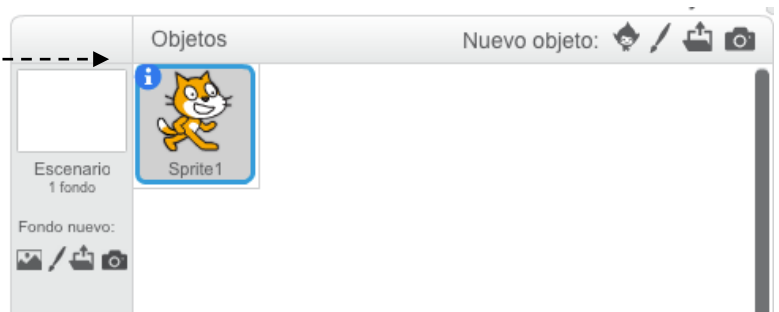 Objetos
Nuevo objeto:
Sprite1
Escenario
1 fondo
Fondo nuevo: